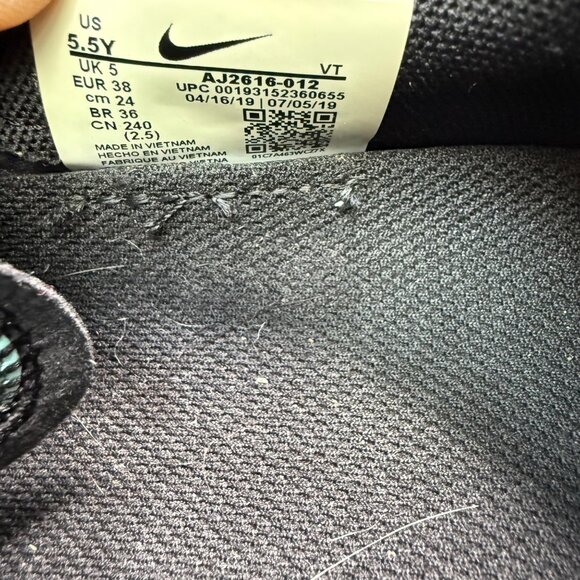 US
5.5Y
UK 5
EUR 38
cm 24
BR 36
CN 240
(2.5)
VT
AJ2616-012
UPC 00193152360655
04/16/19 | 07/05/19
MADE IN VIETNAM
HECHO EN VIETNAM
FABRIQUE AU VIETNAM